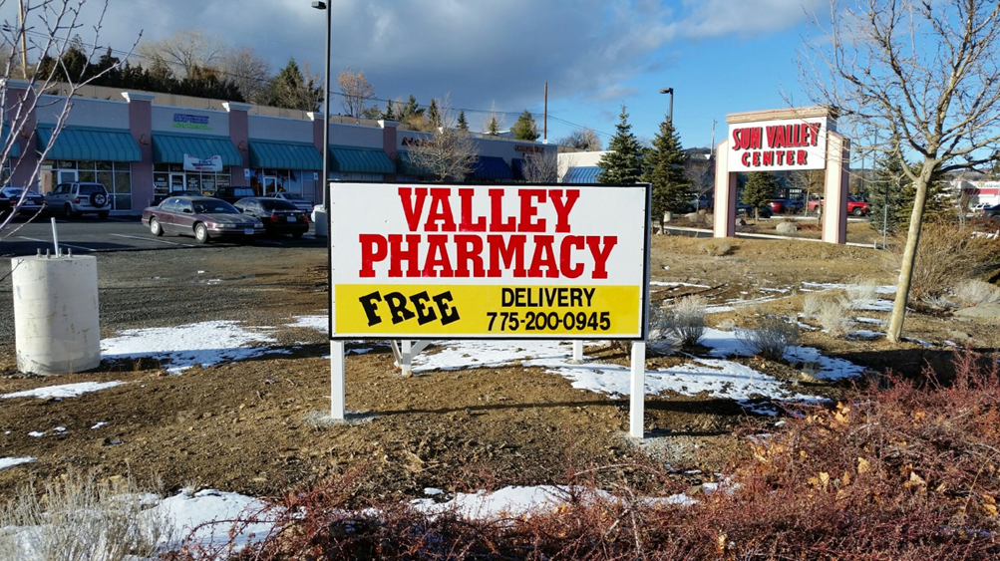 VALLEY
PHARMACY
FREE
DELIVERY
775-200-0945
SUN VALLEY
CENTER